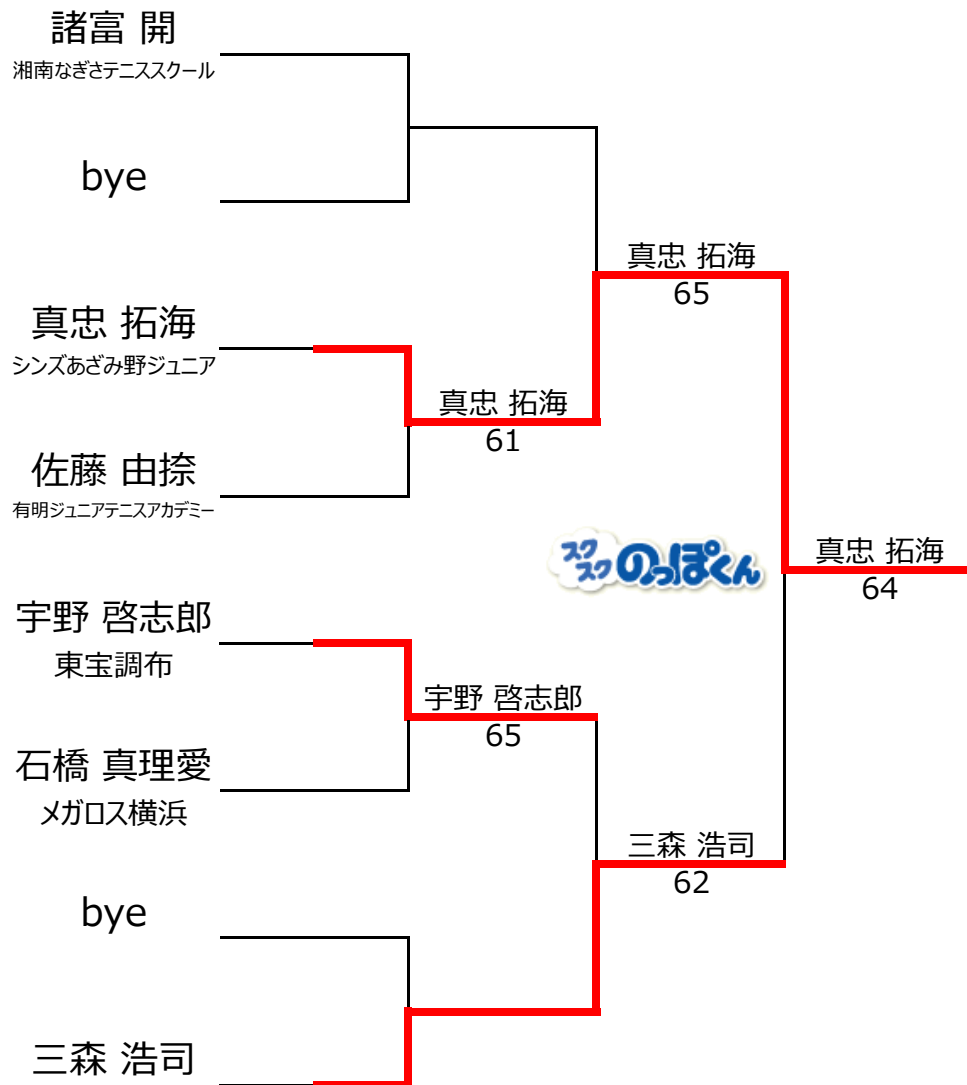 諸富 開
湘南なぎさテニススクール
bye
真忠 拓海
65
真忠 拓海
シンズあざみ野ジュニア
真忠 拓海
61
佐藤 由捺
有明ジュニアテニスアカデミー
スクスクのっぽくん
真忠 拓海
64
宇野 啓志郎
東宝調布
宇野 啓志郎
65
石橋 真理愛
メガロス横浜
三森 浩司
62
bye
三森 浩司